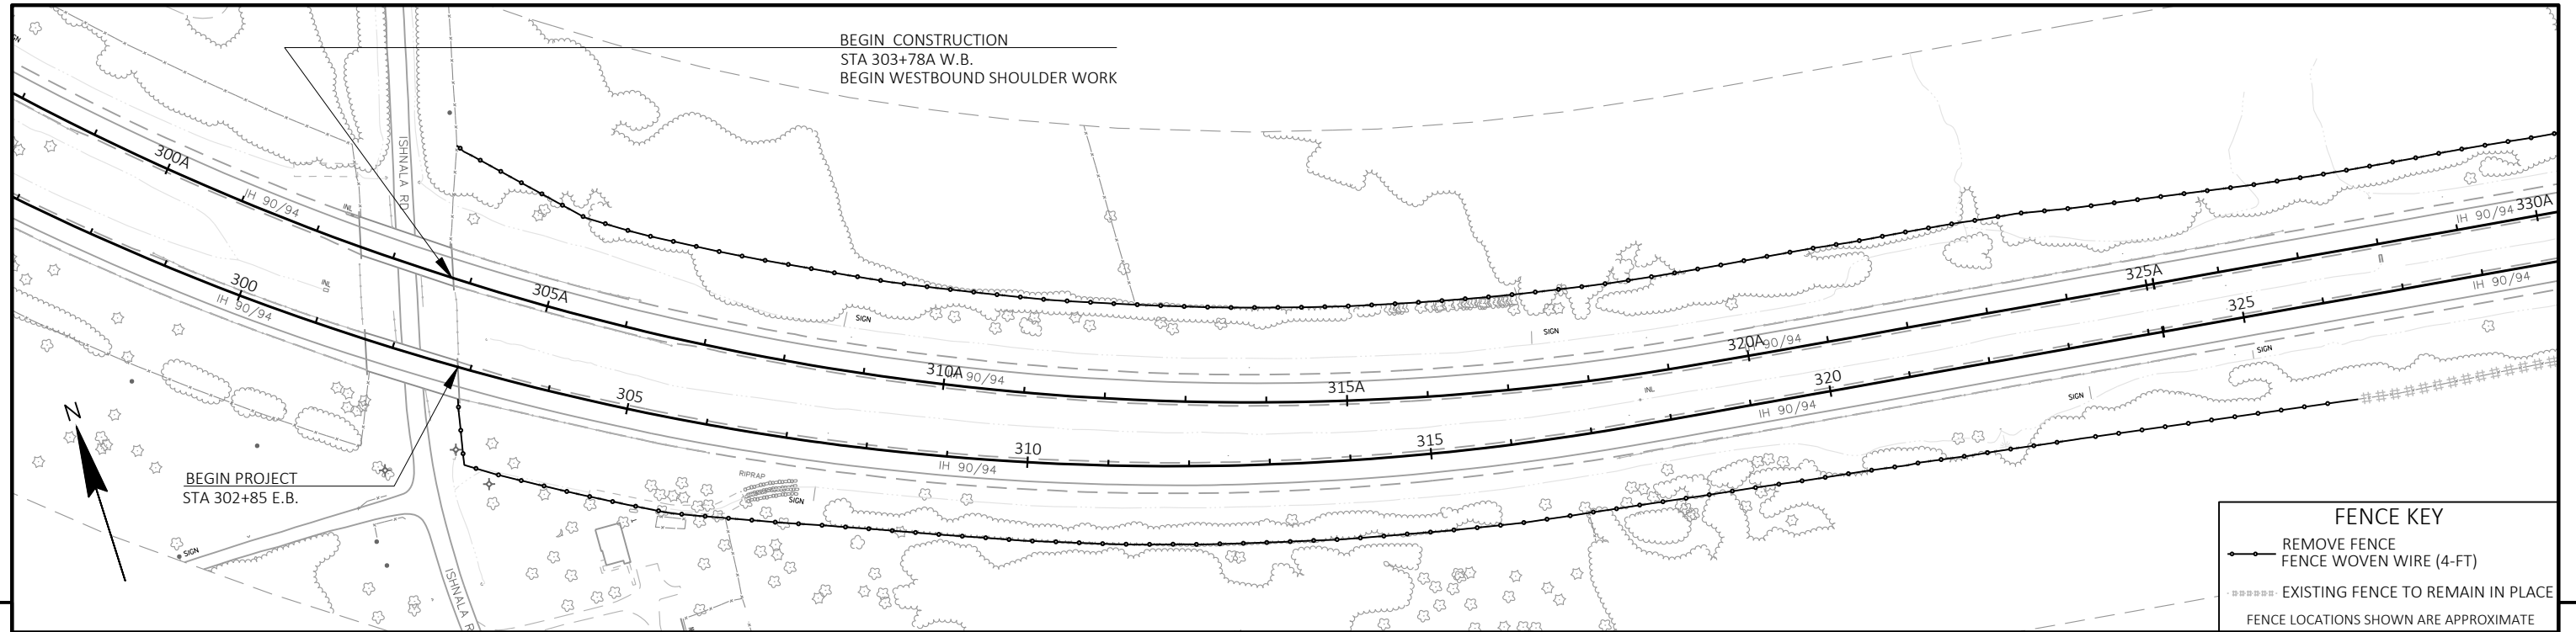 BEGIN CONSTRUCTION
STA 303+78A W.B.
BEGIN WESTBOUND SHOULDER WORK
300A
IH 90/94
INL
ISHNALA RD
305A
SIGN
310A
IH 90/94
315A
SIGN
320A
IH 90/94
325A
IH 90/94
330A
300
IH 90/94
INL
305
310
IH 90/94
315
INL
320
IH 90/94
325
IH 90/94
SIGN
SIGN
RIPRAP
SIGN
N
BEGIN PROJECT
STA 302+85 E.B.
SIGN
ISHNALA R
FENCE KEY
REMOVE FENCE
FENCE WOVEN WIRE (4-FT)
EXISTING FENCE TO REMAIN IN PLACE
FENCE LOCATIONS SHOWN ARE APPROXIMATE